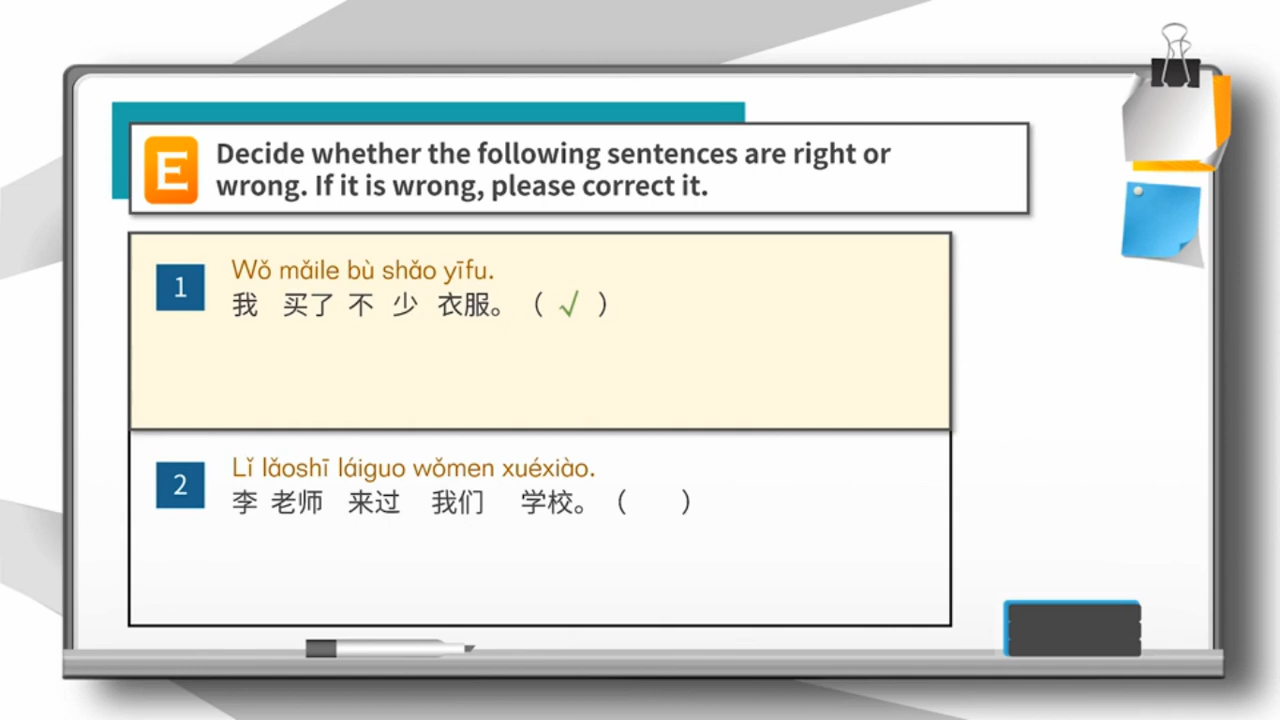 E
Decide whether the following sentences are right or
wrong. If it is wrong, please correct it.
1
Wǒ mǎile bù shǎo yīfu.
我 买了 不 少 衣服。（ √ ）
2
Lǐ lǎoshī láiguo wǒmen xuéxiào.
李 老师 来过 我们 学校。（ ）